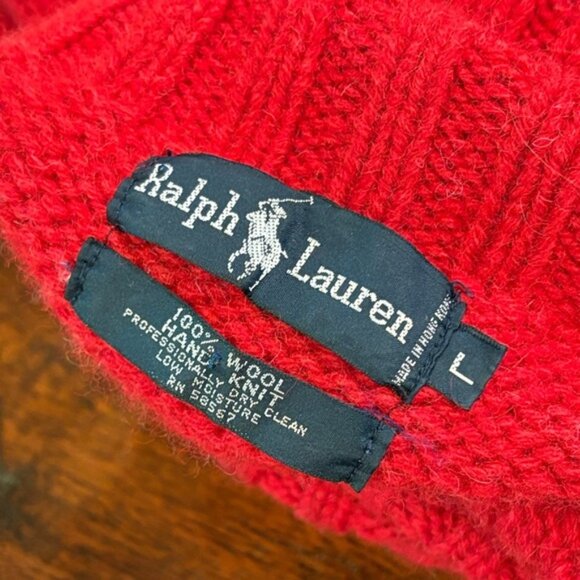 Ralph Lauren
MADE IN HONG KONG
L
100% WOOL
HAND KNIT
PROFESSIONALLY DRY CLEAN
LOW MOISTURE
RN 58567